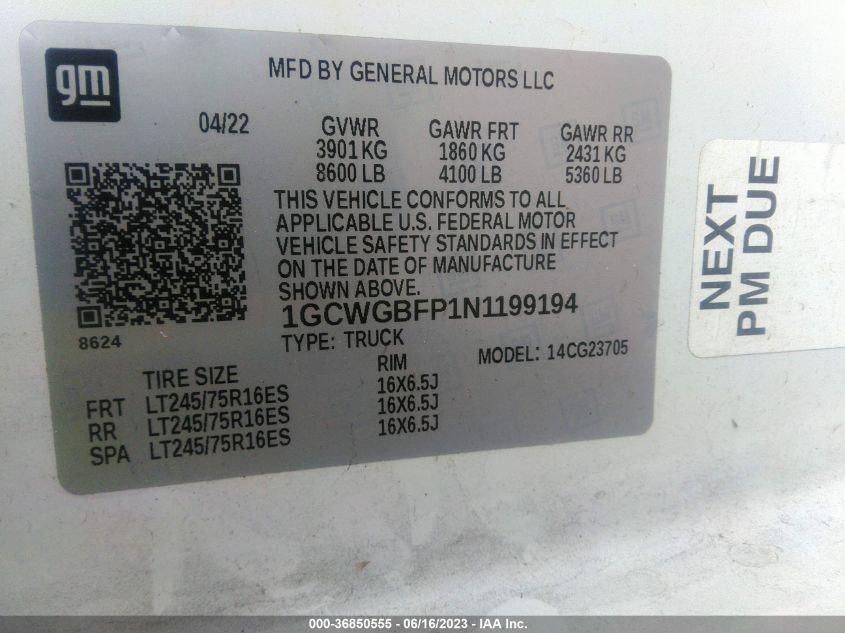 gm
MFD BY GENERAL MOTORS LLC
04/22 GVWR GAWR FRT GAWR RR
3901 KG 1860 KG 2431 KG
8600 LB 4100 LB 5360 LB
THIS VEHICLE CONFORMS TO ALL
APPLICABLE U.S. FEDERAL MOTOR
VEHICLE SAFETY STANDARDS IN EFFECT
ON THE DATE OF MANUFACTURE
SHOWN ABOVE.
1GCWGBFP1N1199194
8624
TYPE: TRUCK
MODEL: 14CG23705
TIRE SIZE RIM
FRT LT245/75R16ES 16X6.5J
RR LT245/75R16ES 16X6.5J
SPA LT245/75R16ES 16X6.5J
NEXT
PM DUE
000-36850555 - 06/16/2023 - © IAA Inc.